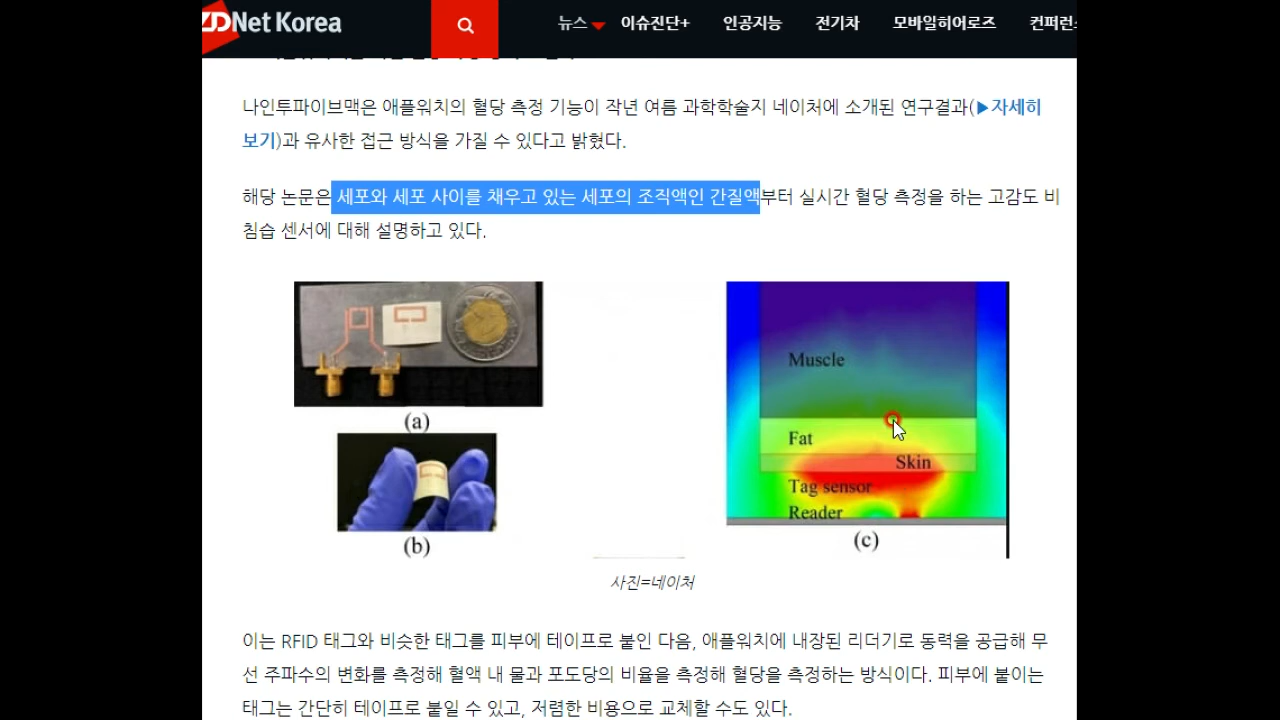 ZDNet Korea
뉴스 이슈진단+ 인공지능 전기차 모바일히어로즈 컨퍼런스
나인투파이브맥은 애플워치의 혈당 측정 기능이 작년 여름 과학학술지 네이처에 소개된 연구결과(▶자세히
보기)과 유사한 접근 방식을 가질 수 있다고 밝혔다.
해당 논문은 세포와 세포 사이를 채우고 있는 세포의 조직액인 간질액부터 실시간 혈당 측정을 하는 고감도 비
침습 센서에 대해 설명하고 있다.
Muscle
(a)
Fat
Skin
Tag sensor
Reader
(b)
(c)
사진=네이처
이는 RFID 태그와 비슷한 태그를 피부에 테이프로 붙인 다음, 애플워치에 내장된 리더기로 동력을 공급해 무
선 주파수의 변화를 측정해 혈액 내 물과 포도당의 비율을 측정해 혈당을 측정하는 방식이다. 피부에 붙이는
태그는 간단히 테이프로 붙일 수 있고, 저렴한 비용으로 교체할 수도 있다.